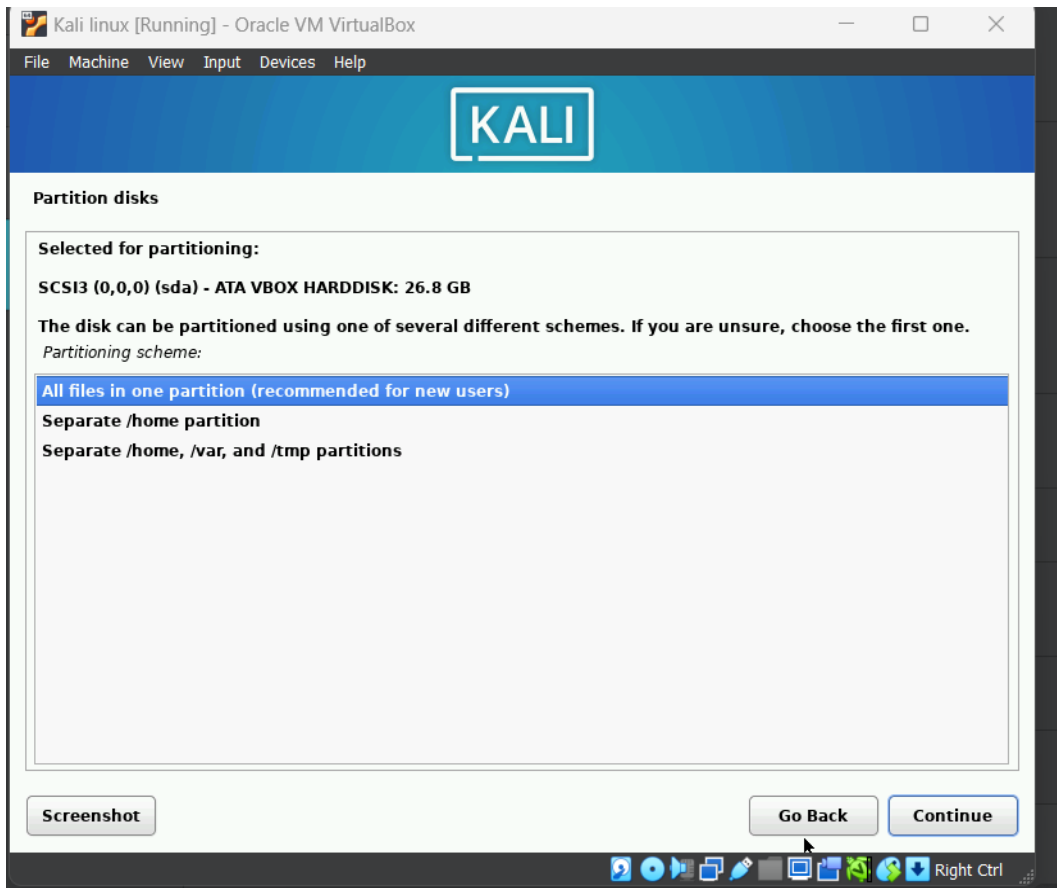 Kali linux [Running] - Oracle VM VirtualBox
File Machine View Input Devices Help
KALI
Partition disks
Selected for partitioning:
SCSI3 (0,0,0) (sda) - ATA VBOX HARDDISK: 26.8 GB
The disk can be partitioned using one of several different schemes. If you are unsure, choose the first one.
Partitioning scheme:
All files in one partition (recommended for new users)
Separate /home partition
Separate /home, /var, and /tmp partitions
Screenshot Go Back Continue
Right Ctrl